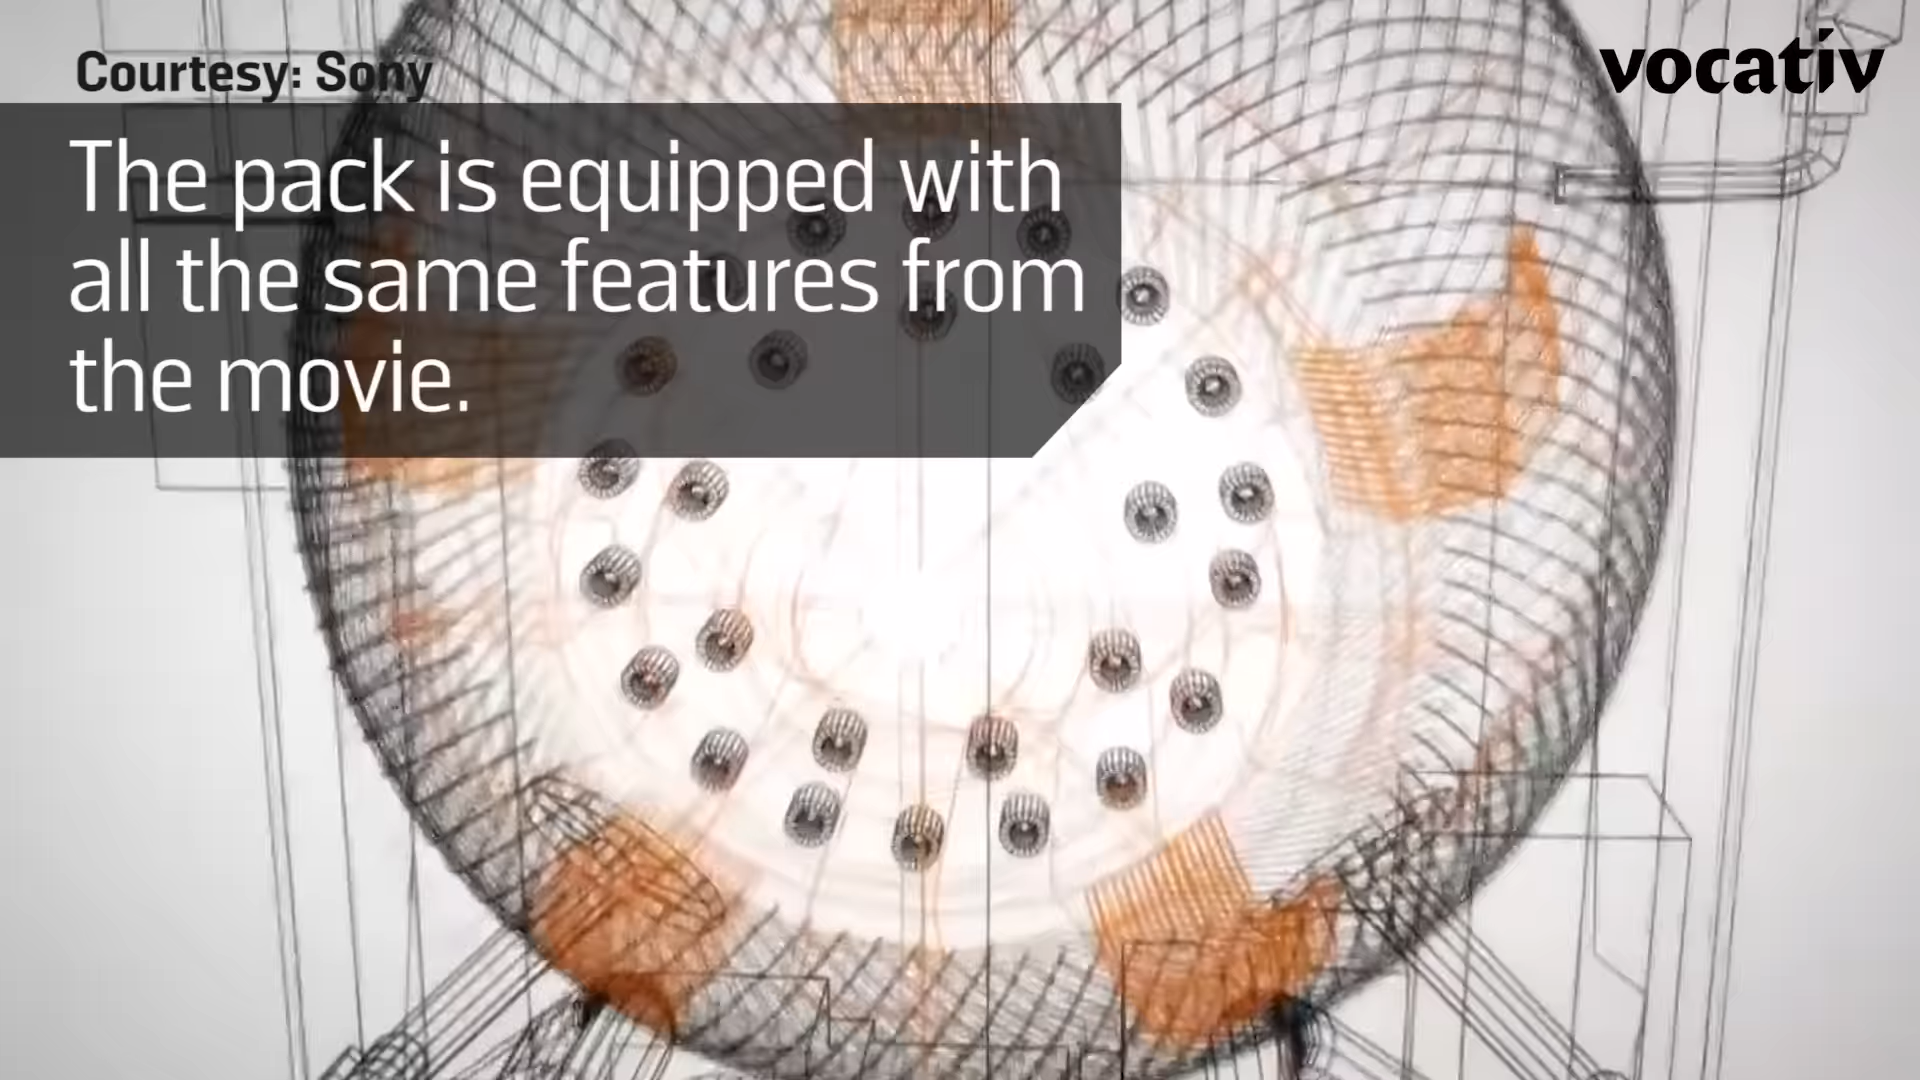 Courtesy: Sony
vocativ
The pack is equipped with
all the same features from
the movie.